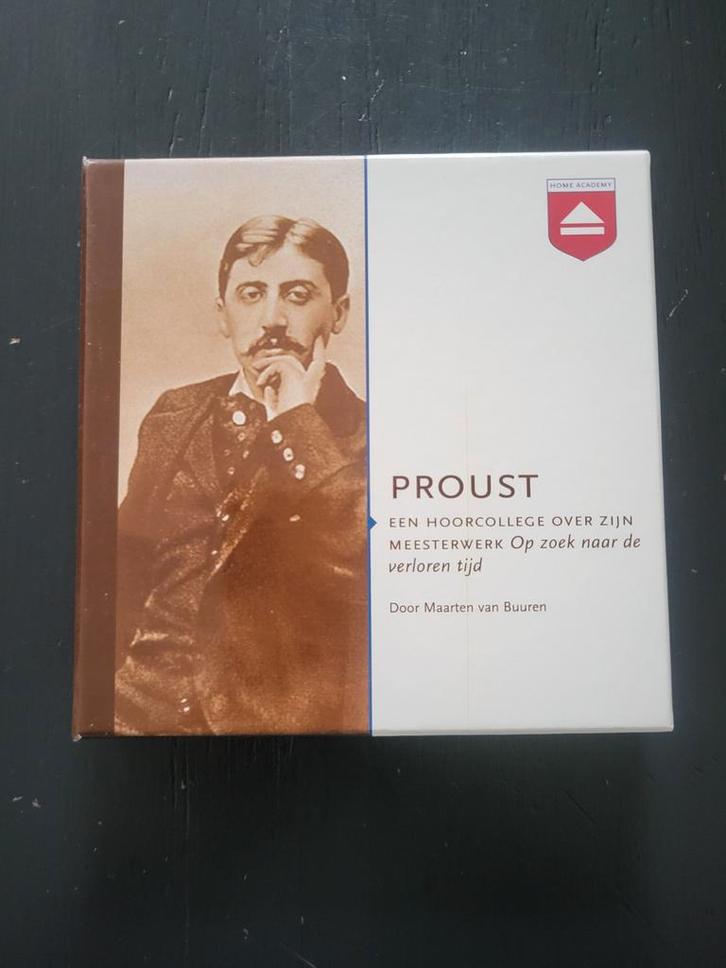 HOME ACADEMY
PROUST
EEN HOORCOLLEGE OVER ZIJN
MEESTERWERK Op zoek naar de
verloren tijd
Door Maarten van Buuren